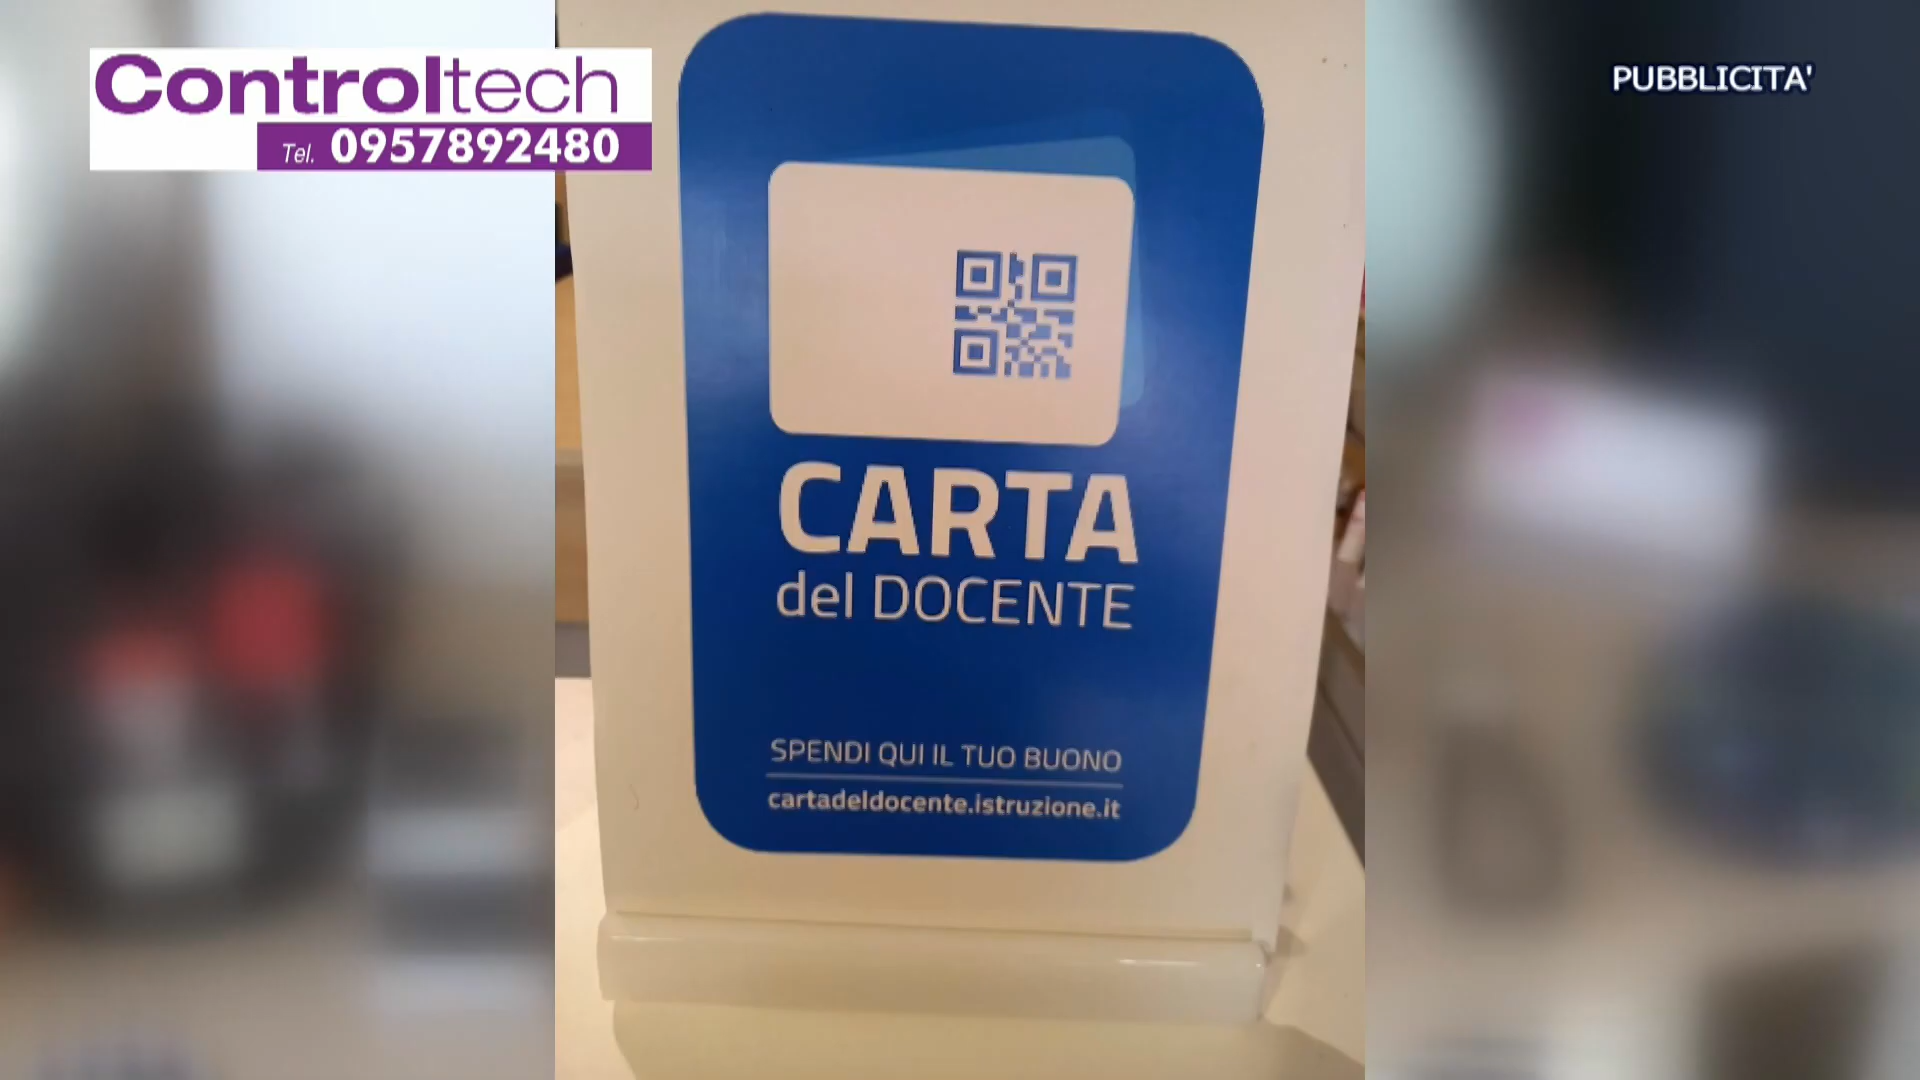 Controltech
Tel. 0957892480
PUBBLICITA'
CARTA
del DOCENTE
SPENDI QUI IL TUO BUONO
cartadeldocente.istruzione.it